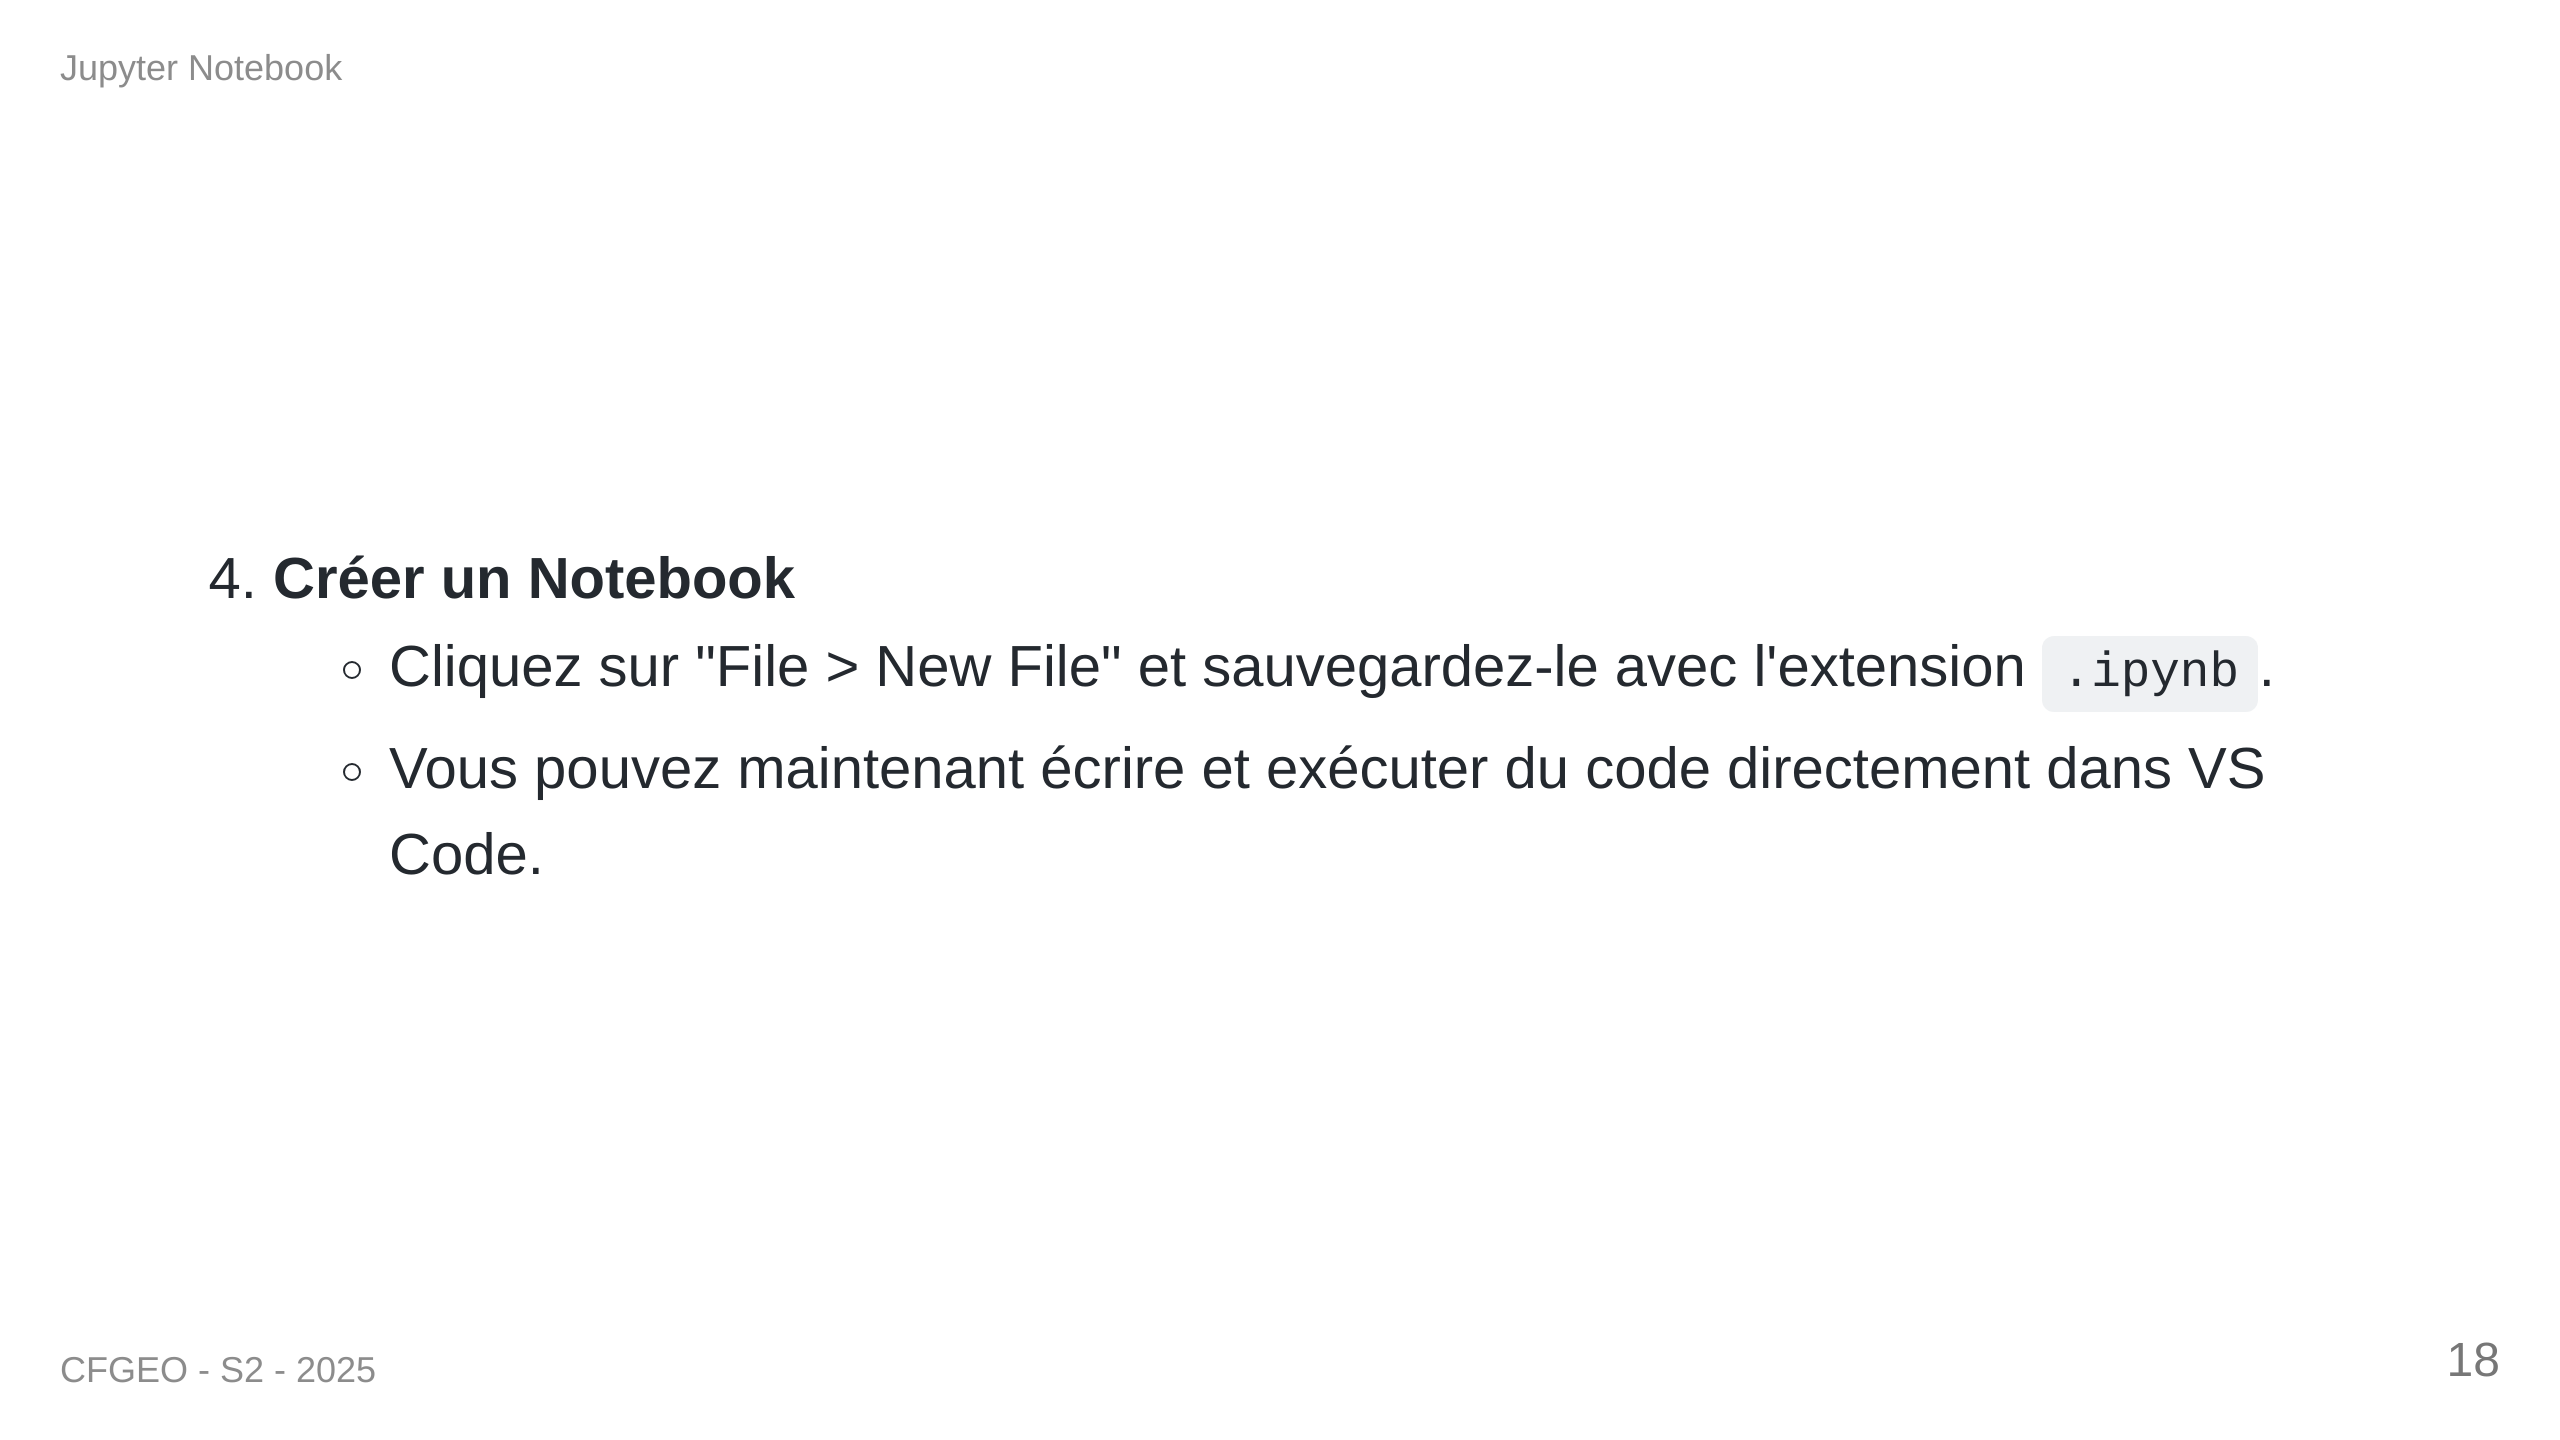 Jupyter Notebook
4. Créer un Notebook
◦ Cliquez sur "File > New File" et sauvegardez-le avec l'extension .ipynb.
◦ Vous pouvez maintenant écrire et exécuter du code directement dans VS
Code.
CFGEO - S2 - 2025
18